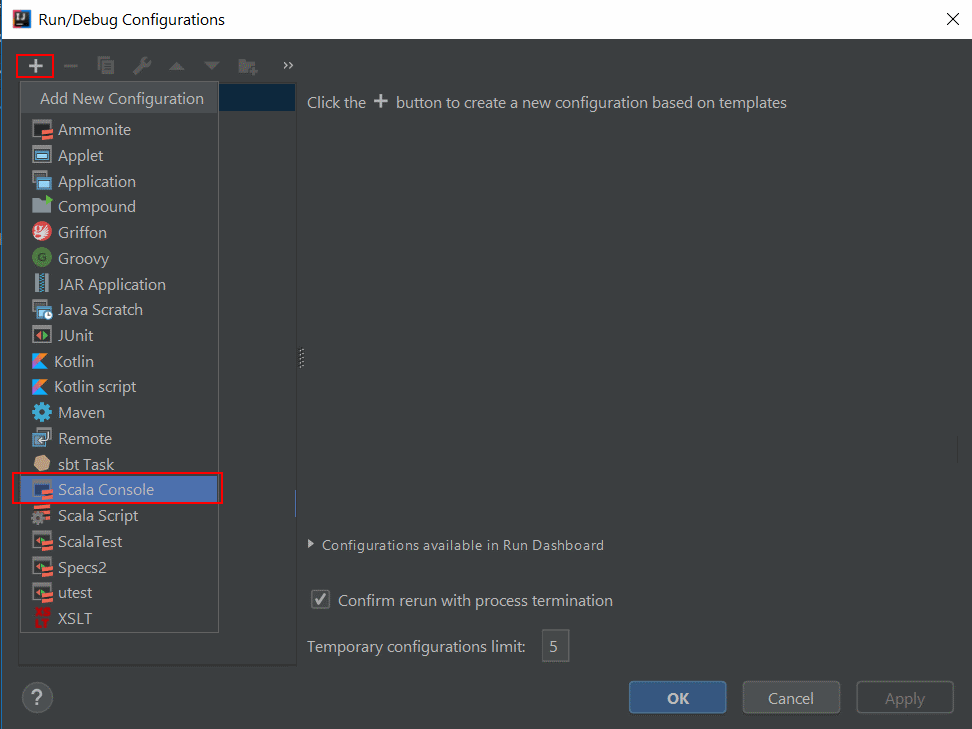 Run/Debug Configurations
Add New Configuration
Click the + button to create a new configuration based on templates
Ammonite
Applet
Application
Compound
Griffon
Groovy
JAR Application
Java Scratch
JUnit
Kotlin
Kotlin script
Maven
Remote
sbt Task
Scala Console
Scala Script
ScalaTest
Specs2
utest
XSLT
Configurations available in Run Dashboard
Confirm rerun with process termination
Temporary configurations limit: 5
?
OK
Cancel
Apply